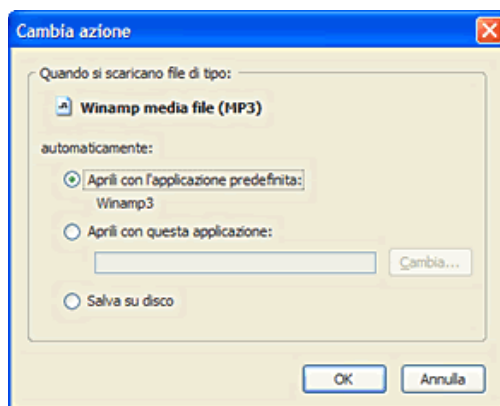 Cambia azione
Quando si scaricano file di tipo:
Winamp media file (MP3)
automaticamente:
Aprili con l'applicazione predefinita:
Winamp3
Aprili con questa applicazione:
Cambia...
Salva su disco
OK
Annulla